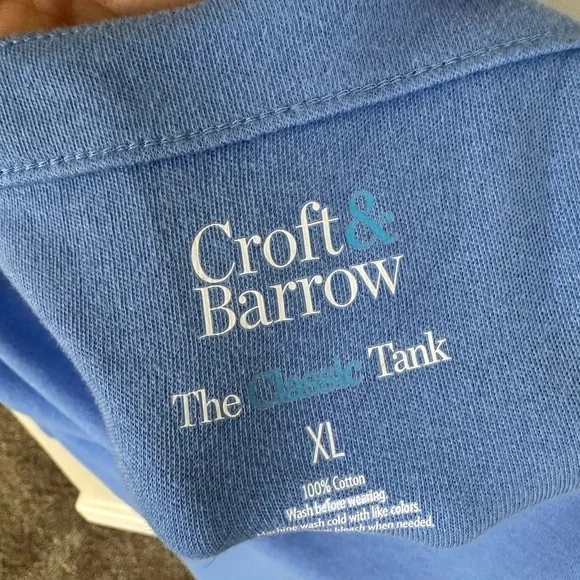 Croft&
Barrow
The Classic Tank
XL
100% Cotton
Wash before wearing.
wash cold with like colors.
bleach when needed.